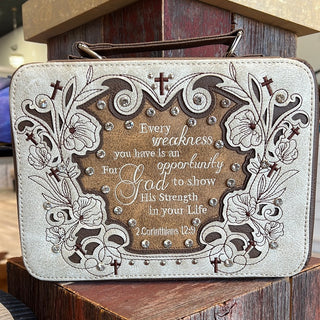 Every
weakness
you have is an
opportunity
For
God to show
His Strength
in your Life
2 Corinthians 12:9